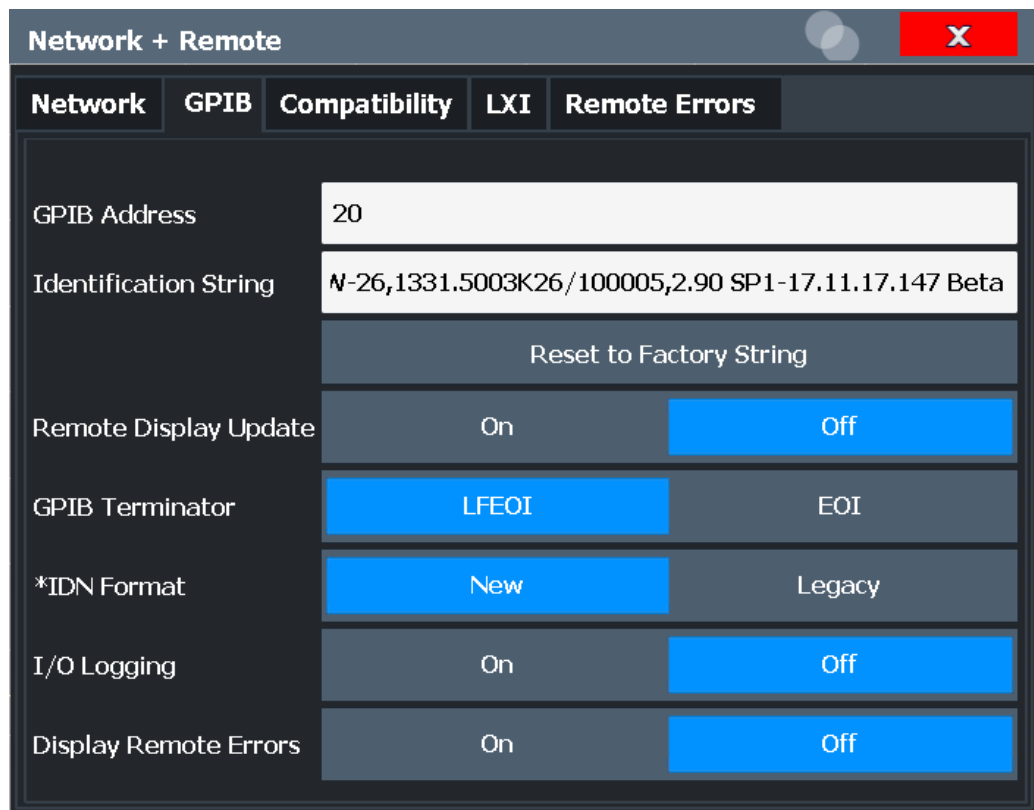 Network + Remote X
Network GPIB Compatibility LXI Remote Errors
GPIB Address 20
Identification String -26,1331.5003K26/100005,2.90 SP1-17.11.17.147 Beta
Reset to Factory String
Remote Display Update On Off
GPIB Terminator LFEOI EOI
*IDN Format New Legacy
I/O Logging On Off
Display Remote Errors On Off